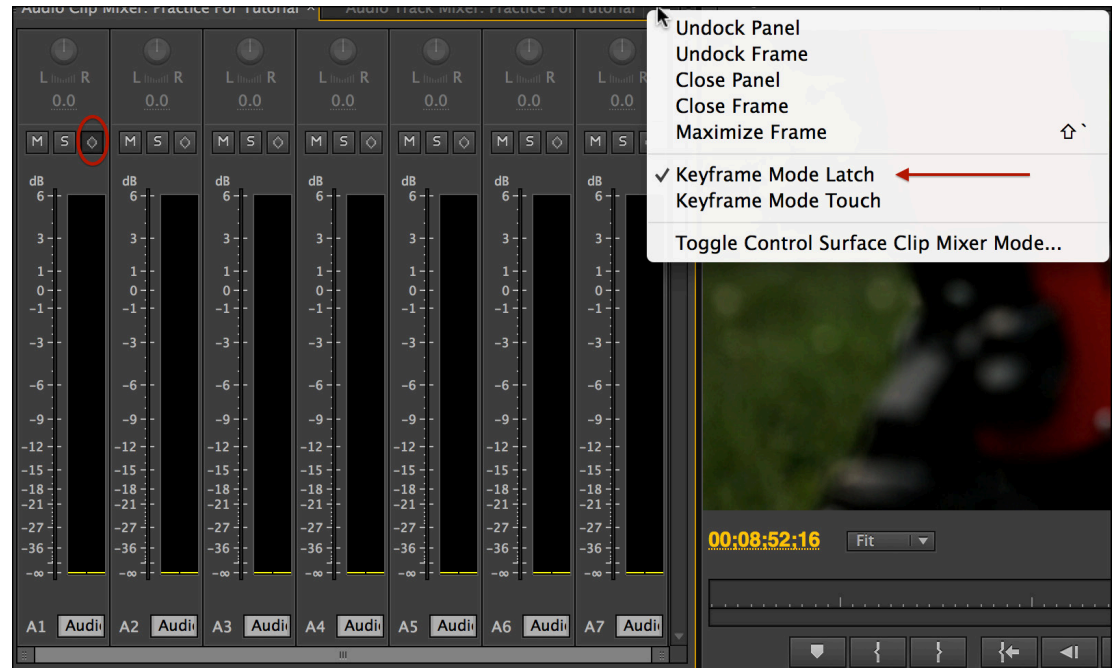 Audio Clip Mixer: Practice For Tutorial × Audio Track Mixer: Practice For Tutorial
Undock Panel
Undock Frame
Close Panel
Close Frame
Maximize Frame ⇧`
✓ Keyframe Mode Latch
Keyframe Mode Touch
Toggle Control Surface Clip Mixer Mode...
L R L R L R L R L R L R L R
0.0 0.0 0.0 0.0 0.0 0.0 0.0
M S M S M S M S M S M S M S
dB dB dB dB dB dB dB
6 6 6 6 6 6 6
3 3 3 3 3 3 3
1 1 1 1 1 1 1
0 0 0 0 0 0 0
-1 -1 -1 -1 -1 -1 -1
-3 -3 -3 -3 -3 -3 -3
-6 -6 -6 -6 -6 -6 -6
-9 -9 -9 -9 -9 -9 -9
-12 -12 -12 -12 -12 -12 -12
-15 -15 -15 -15 -15 -15 -15
-18 -18 -18 -18 -18 -18 -18
-21 -21 -21 -21 -21 -21 -21
-27 -27 -27 -27 -27 -27 -27
-36 -36 -36 -36 -36 -36 -36
-∞ -∞ -∞ -∞ -∞ -∞ -∞
00;08;52;16 Fit
A1 Audi A2 Audi A3 Audi A4 Audi A5 Audi A6 Audi A7 Audi